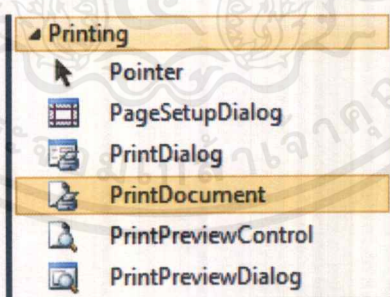 Printing
Pointer
PageSetupDialog
PrintDialog
PrintDocument
PrintPreviewControl
PrintPreviewDialog